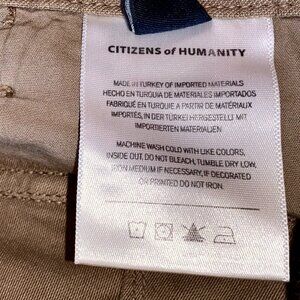 CITIZENS of HUMANITY
MADE IN TURKEY OF IMPORTED MATERIALS
HECHO EN TURQUIA DE MATERIALES IMPORTADOS
FABRIQUÉ EN TURQUIE À PARTIR DE MATÉRIAUX
IMPORTÉS, IN DER TÜRKEI HERGESTELLT MIT
IMPORTIERTEN MATERIALIEN
MACHINE WASH COLD WITH LIKE COLORS,
INSIDE OUT, DO NOT BLEACH, TUMBLE DRY LOW,
IRON MEDIUM IF NECESSARY, IF DECORATED
OR PRINTED DO NOT IRON.